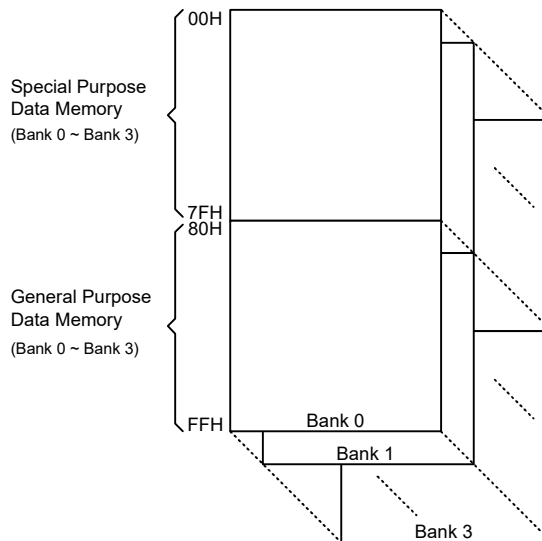 00H
Special Purpose
Data Memory
(Bank 0 ~ Bank 3)
7FH
80H
General Purpose
Data Memory
(Bank 0 ~ Bank 3)
FFH
Bank 0
Bank 1
Bank 3